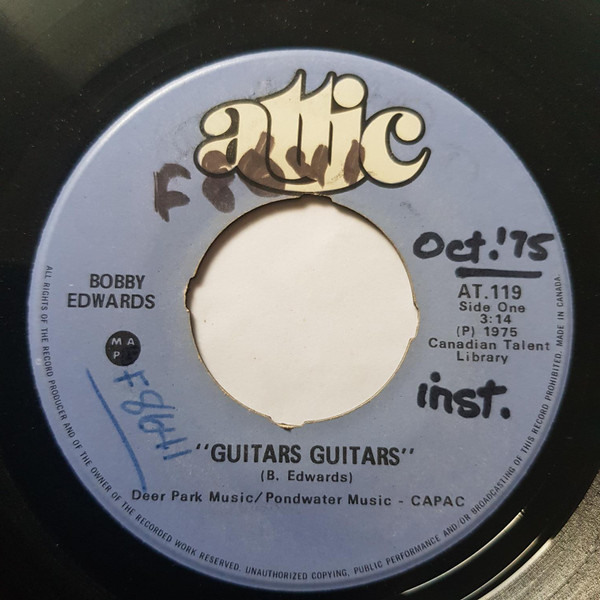 attic
Oct. '75
BOBBY
EDWARDS
AT.119
Side One
3:14
(P) 1975
Canadian Talent
Library
M A
P
F8641
inst.
"GUITARS GUITARS"
(B. Edwards)
Deer Park Music/Pondwater Music - CAPAC
ALL RIGHTS OF THE RECORD PRODUCER AND OF THE OWNER OF THE RECORDED WORK RESERVED. UNAUTHORIZED COPYING, PUBLIC PERFORMANCE AND/OR BROADCASTING OF THIS RECORD PROHIBITED. MADE IN CANADA.